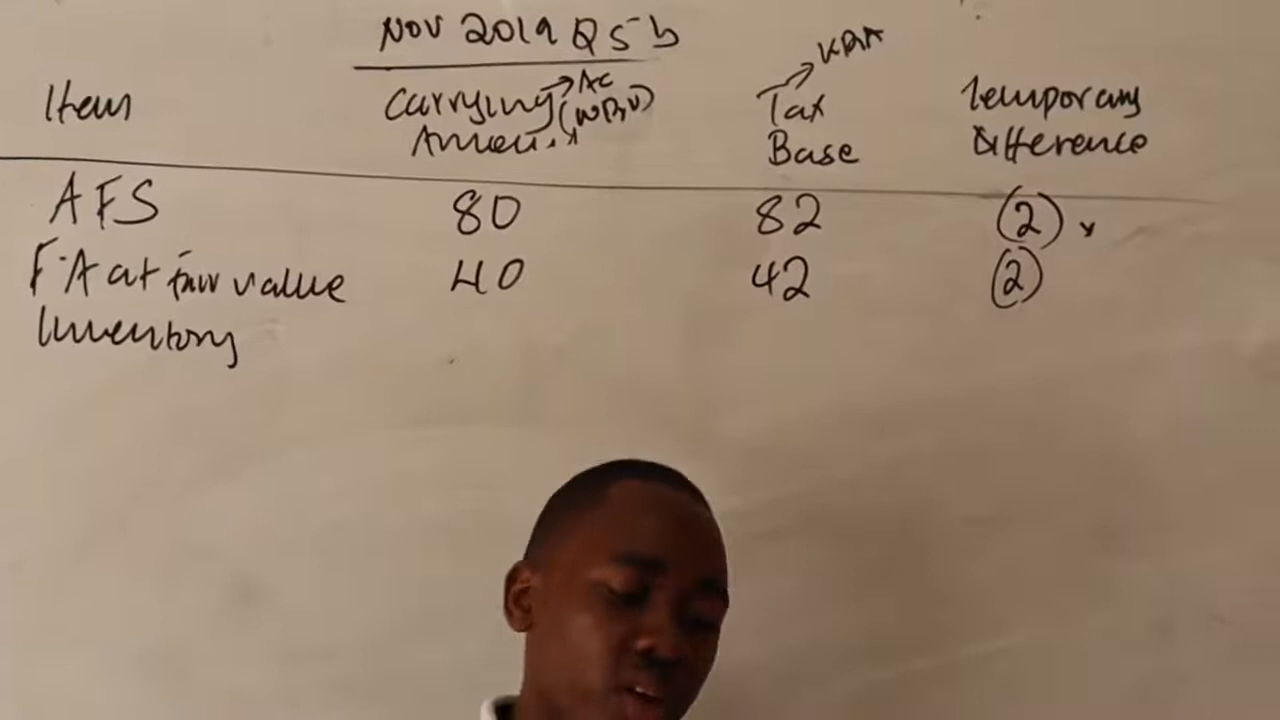 Nov 2019 Q5 b
Item Carrying Amount → AC (NBV) Tax Base → KRA Temporary difference
AFS 80 82 (2)
F.A at fair value 40 42 (2)
Inventory